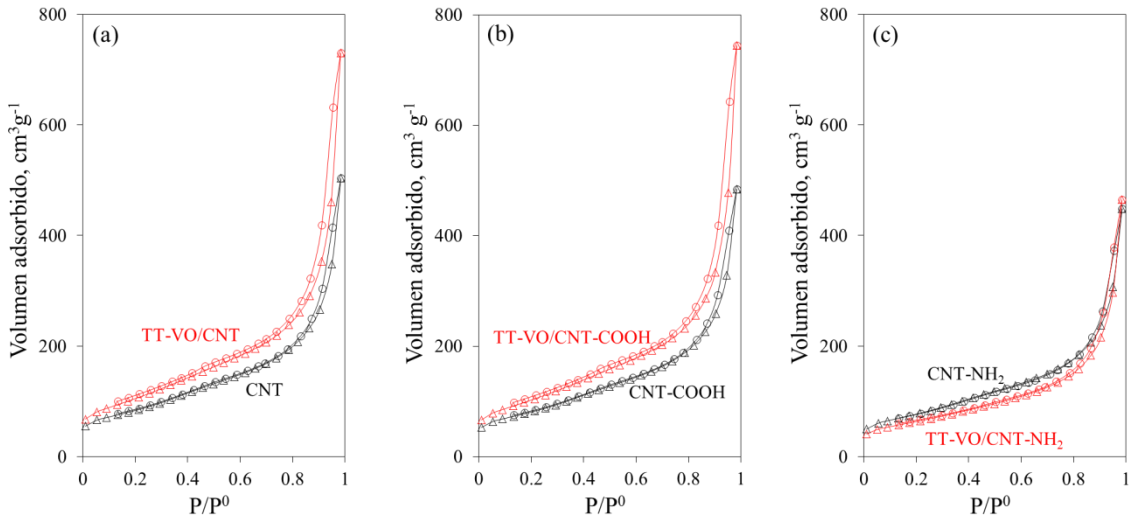 (a)
Volumen adsorbido, cm³ g⁻¹
800
600
400
200
0
TT-VO/CNT
CNT
0 0.2 0.4 0.6 0.8 1
P/P⁰
(b)
Volumen adsorbido, cm³ g⁻¹
800
600
400
200
0
TT-VO/CNT-COOH
CNT-COOH
0 0.2 0.4 0.6 0.8 1
P/P⁰
(c)
Volumen adsorbido, cm³ g⁻¹
800
600
400
200
0
CNT-NH₂
TT-VO/CNT-NH₂
0 0.2 0.4 0.6 0.8 1
P/P⁰